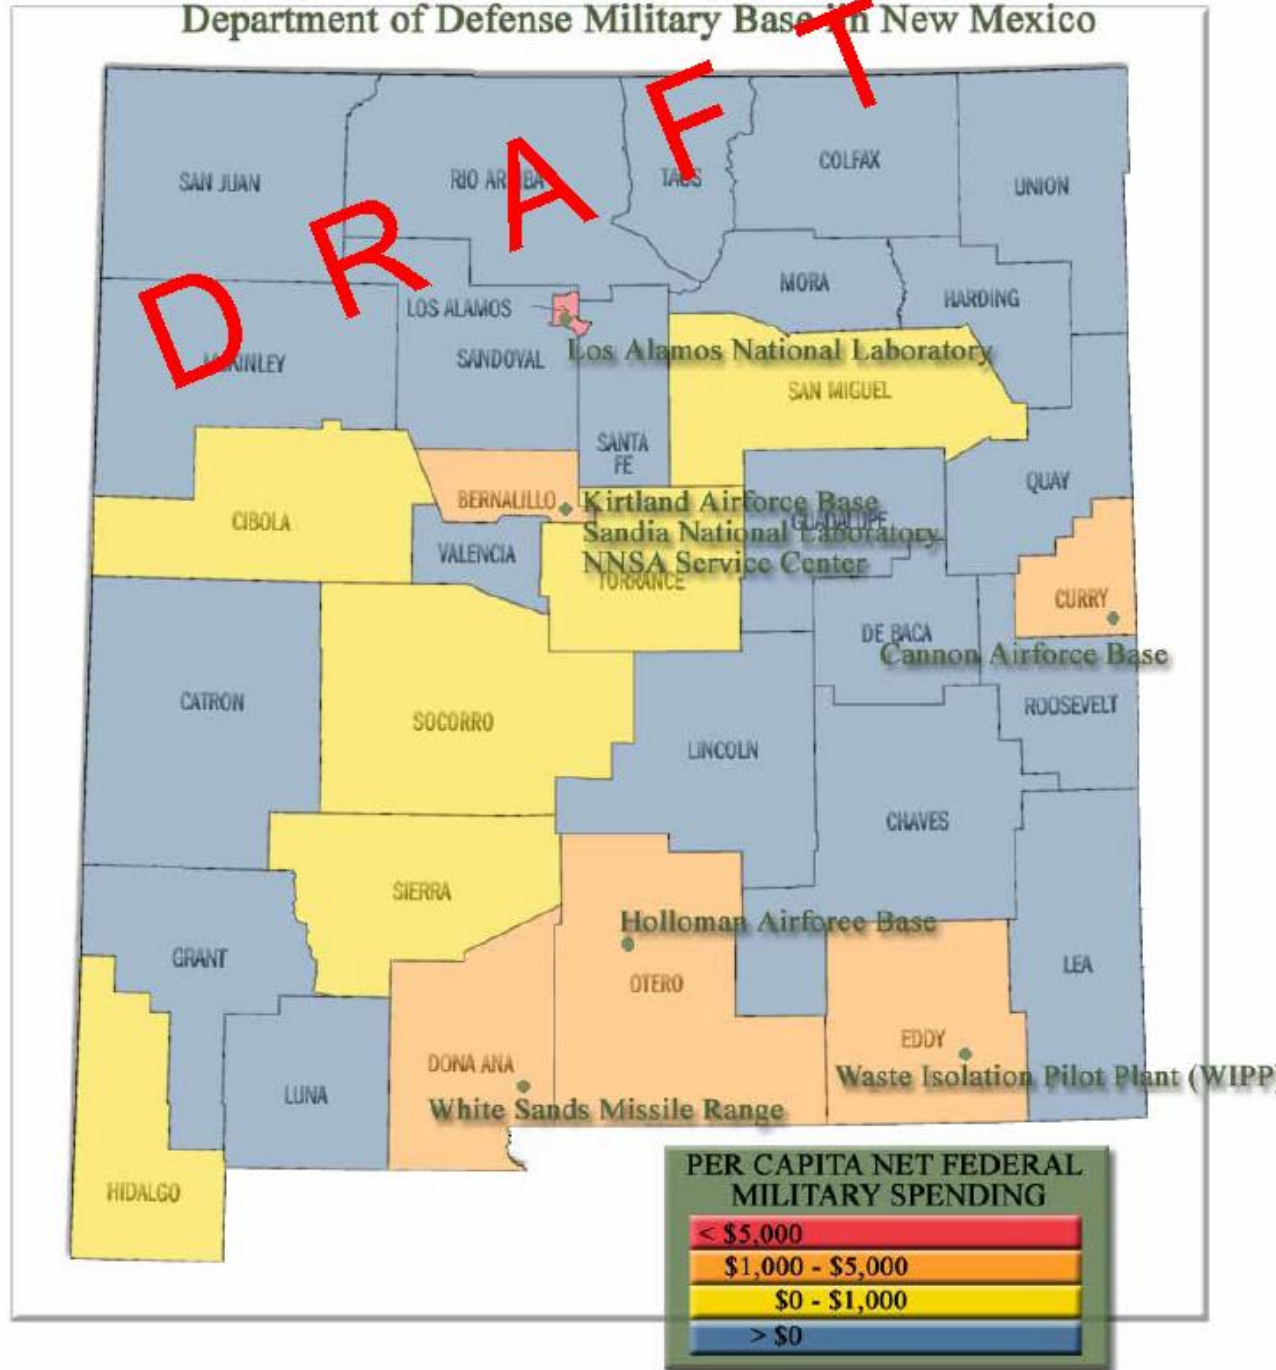 Department of Defense Military Base in New Mexico
D R A F T
SAN JUAN
RIO ARRIBA
TAOS
COLFAX
UNION
MORA
HARDING
LOS ALAMOS
MCKINLEY
SANDOVAL
Los Alamos National Laboratory
SAN MIGUEL
SANTA
FE
QUAY
BERNALILLO
Kirtland Airforce Base
CIBOLA
GUADALUPE
Sandia National Laboratory
VALENCIA
NNSA Service Center
TORRANCE
CURRY
DE BACA
Cannon Airforce Base
CATRON
SOCORRO
ROOSEVELT
LINCOLN
CHAVES
SIERRA
Holloman Airforce Base
GRANT
OTERO
LEA
EDDY
DONA ANA
Waste Isolation Pilot Plant (WIPP
LUNA
White Sands Missile Range
HIDALGO
PER CAPITA NET FEDERAL
MILITARY SPENDING
< $5,000
$1,000 - $5,000
$0 - $1,000
> $0